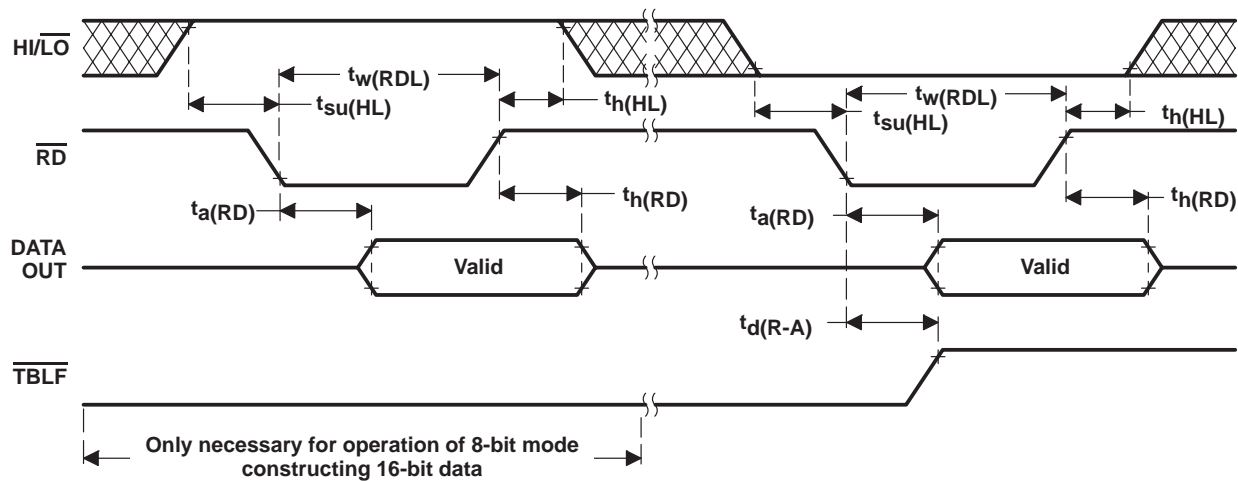 HI/LO
tw(RDL)
tsu(HL)
th(HL)
tw(RDL)
tsu(HL)
th(HL)
RD
ta(RD)
th(RD)
ta(RD)
th(RD)
DATA
OUT
Valid
Valid
td(R-A)
TBLF
Only necessary for operation of 8-bit mode
constructing 16-bit data